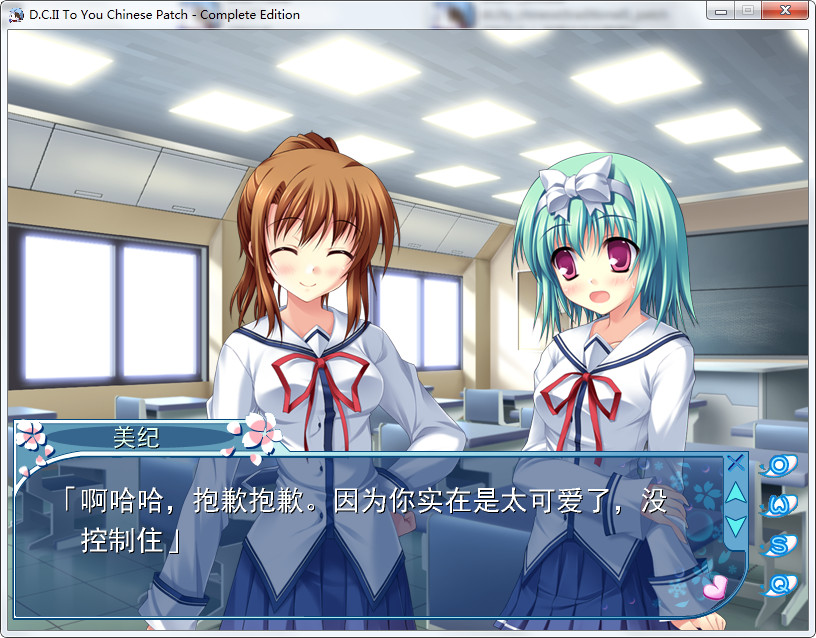 D.C.II To You Chinese Patch - Complete Edition
美纪
「啊哈哈，抱歉抱歉。因为你实在是太可爱了，没
控制住」
O
W
S
Q